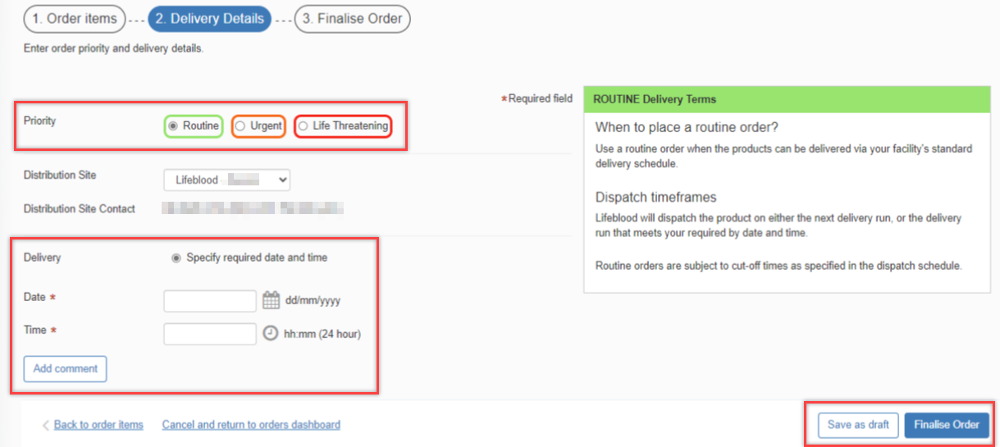 1. Order items --- 2. Delivery Details --- 3. Finalise Order
Enter order priority and delivery details.
*Required field
Priority
Routine Urgent Life Threatening
Distribution Site
Lifeblood -
Distribution Site Contact
Delivery
Specify required date and time
Date *
dd/mm/yyyy
Time *
hh:mm (24 hour)
Add comment
ROUTINE Delivery Terms
When to place a routine order?
Use a routine order when the products can be delivered via your facility's standard
delivery schedule.
Dispatch timeframes
Lifeblood will dispatch the product on either the next delivery run, or the delivery
run that meets your required by date and time.
Routine orders are subject to cut-off times as specified in the dispatch schedule.
Back to order items Cancel and return to orders dashboard
Save as draft Finalise Order